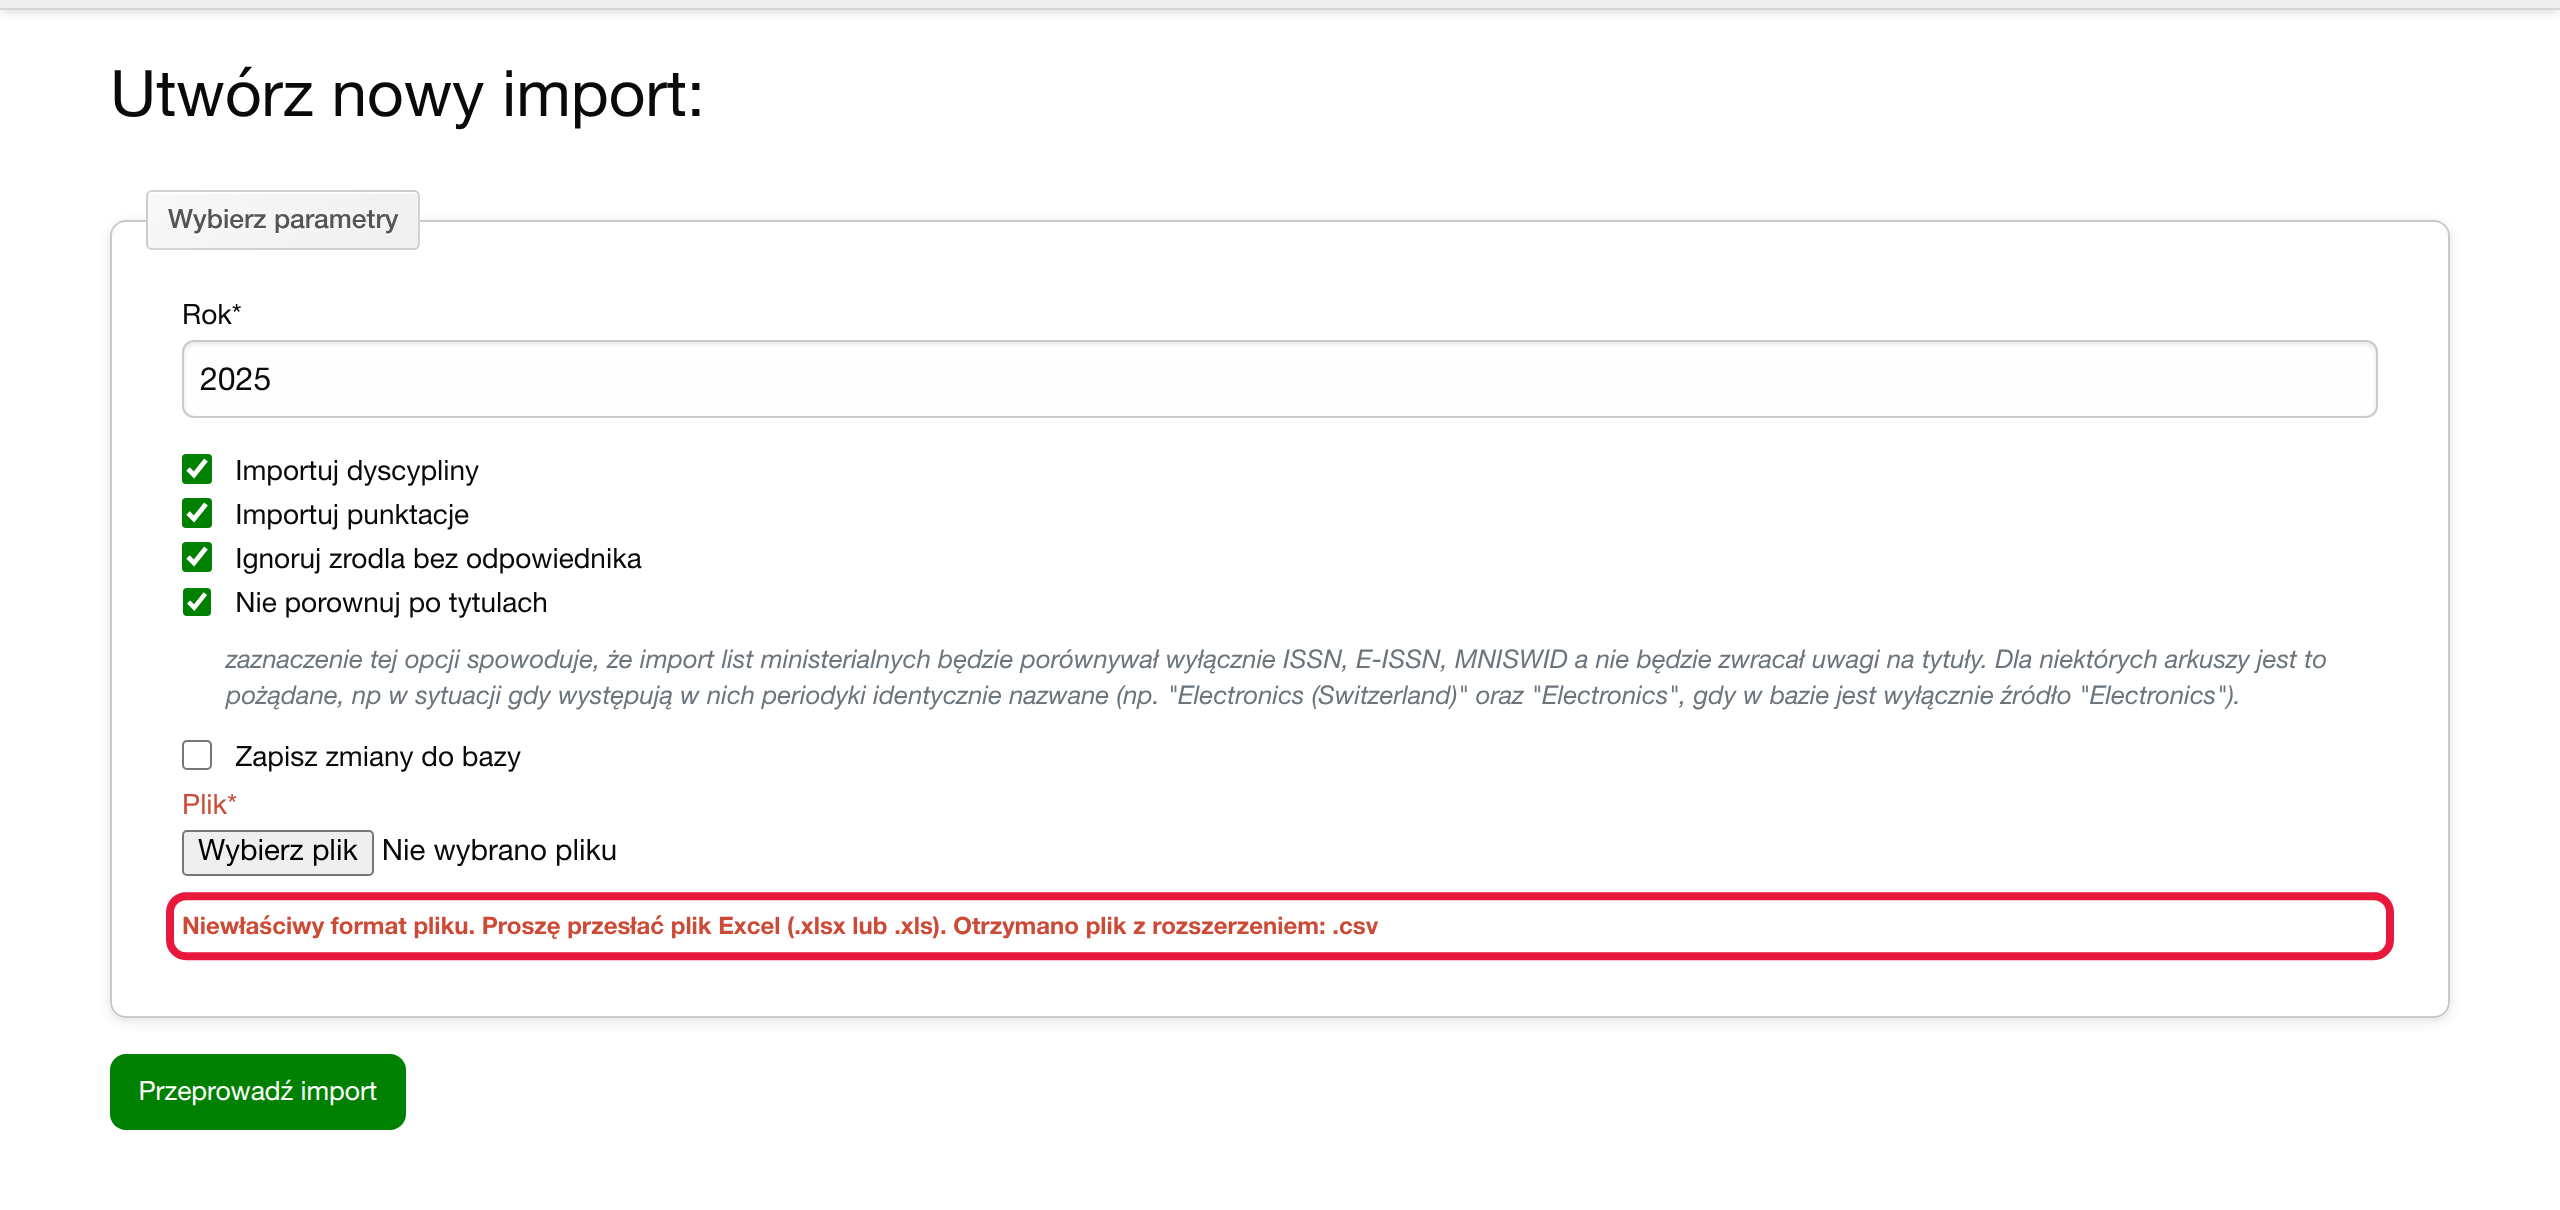 Utwórz nowy import:
Wybierz parametry
Rok*
2025
Importuj dyscypliny
Importuj punktacje
Ignoruj zrodla bez odpowiednika
Nie porownuj po tytulach
zaznaczenie tej opcji spowoduje, że import list ministerialnych będzie porównywał wyłącznie ISSN, E-ISSN, MNISWID a nie będzie zwracał uwagi na tytuły. Dla niektórych arkuszy jest to
pożądane, np w sytuacji gdy występują w nich periodyki identycznie nazwane (np. "Electronics (Switzerland)" oraz "Electronics", gdy w bazie jest wyłącznie źródło "Electronics").
Zapisz zmiany do bazy
Plik*
Wybierz plik Nie wybrano pliku
Niewłaściwy format pliku. Proszę przesłać plik Excel (.xlsx lub .xls). Otrzymano plik z rozszerzeniem: .csv
Przeprowadź import